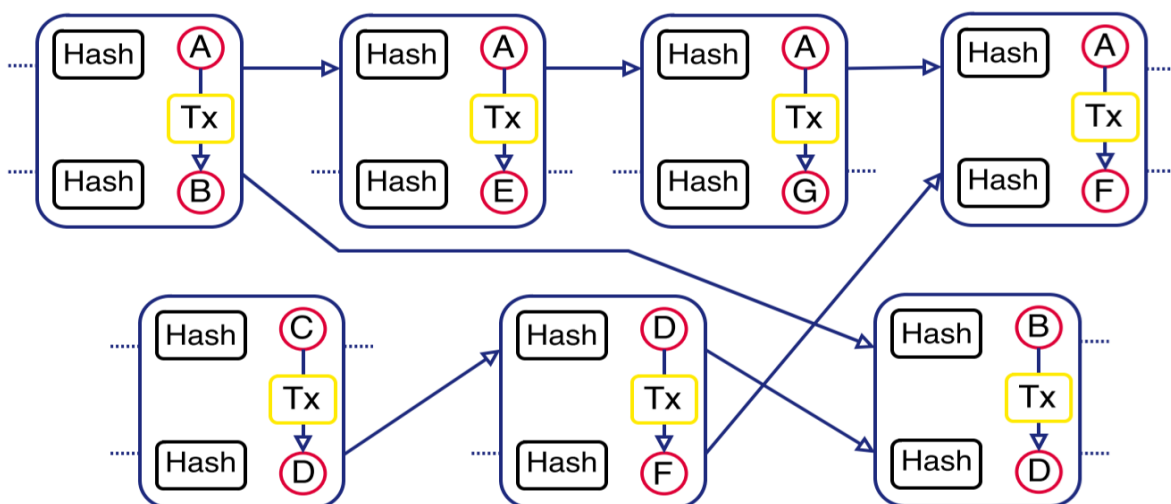 Hash A Hash A Hash A Hash A
Tx Tx Tx Tx
Hash B Hash E Hash G Hash F
Hash C Hash D Hash B
Tx Tx Tx
Hash D Hash F Hash D